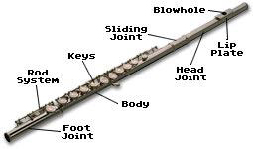 Blowhole
Sliding
Joint
Lip
Plate
Keys
Head
Joint
Rod
System
Body
Foot
Joint